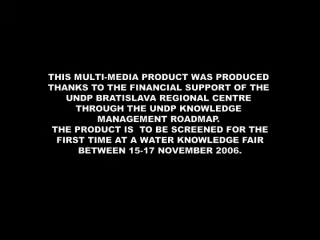 THIS MULTI-MEDIA PRODUCT WAS PRODUCED
THANKS TO THE FINANCIAL SUPPORT OF THE
UNDP BRATISLAVA REGIONAL CENTRE
THROUGH THE UNDP KNOWLEDGE
MANAGEMENT ROADMAP.
THE PRODUCT IS  TO BE SCREENED FOR THE
FIRST TIME AT A WATER KNOWLEDGE FAIR
BETWEEN 15-17 NOVEMBER 2006.